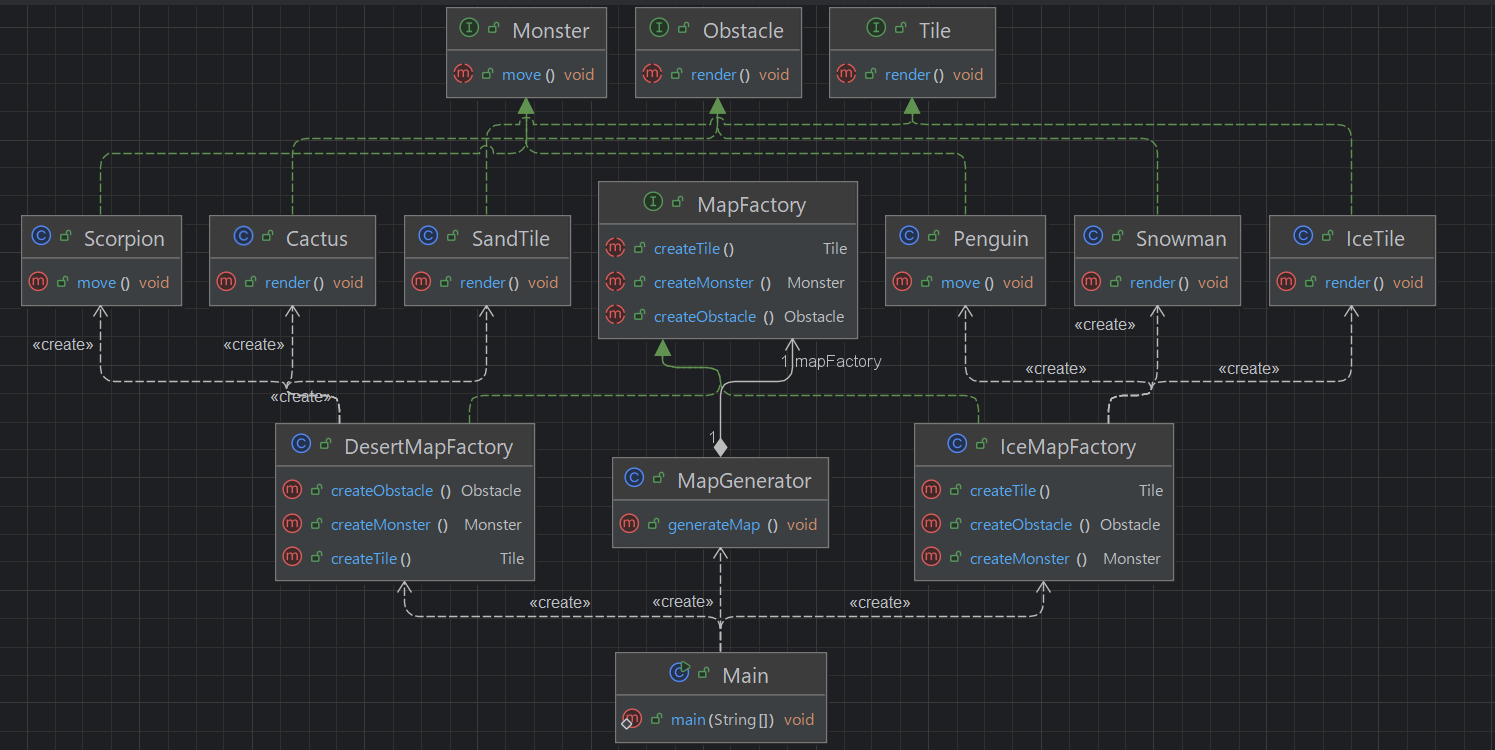 Monster
move () void
Obstacle
render() void
Tile
render() void
Scorpion
move () void
Cactus
render() void
SandTile
render() void
MapFactory
createTile () Tile
createMonster () Monster
createObstacle () Obstacle
Penguin
move () void
Snowman
render() void
IceTile
render() void
«create»
«create»
«create»
1 mapFactory
«create»
«create»
«create»
1
DesertMapFactory
createObstacle () Obstacle
createMonster () Monster
createTile () Tile
MapGenerator
generateMap () void
IceMapFactory
createTile () Tile
createObstacle () Obstacle
createMonster () Monster
«create»
«create»
«create»
Main
main (String[]) void